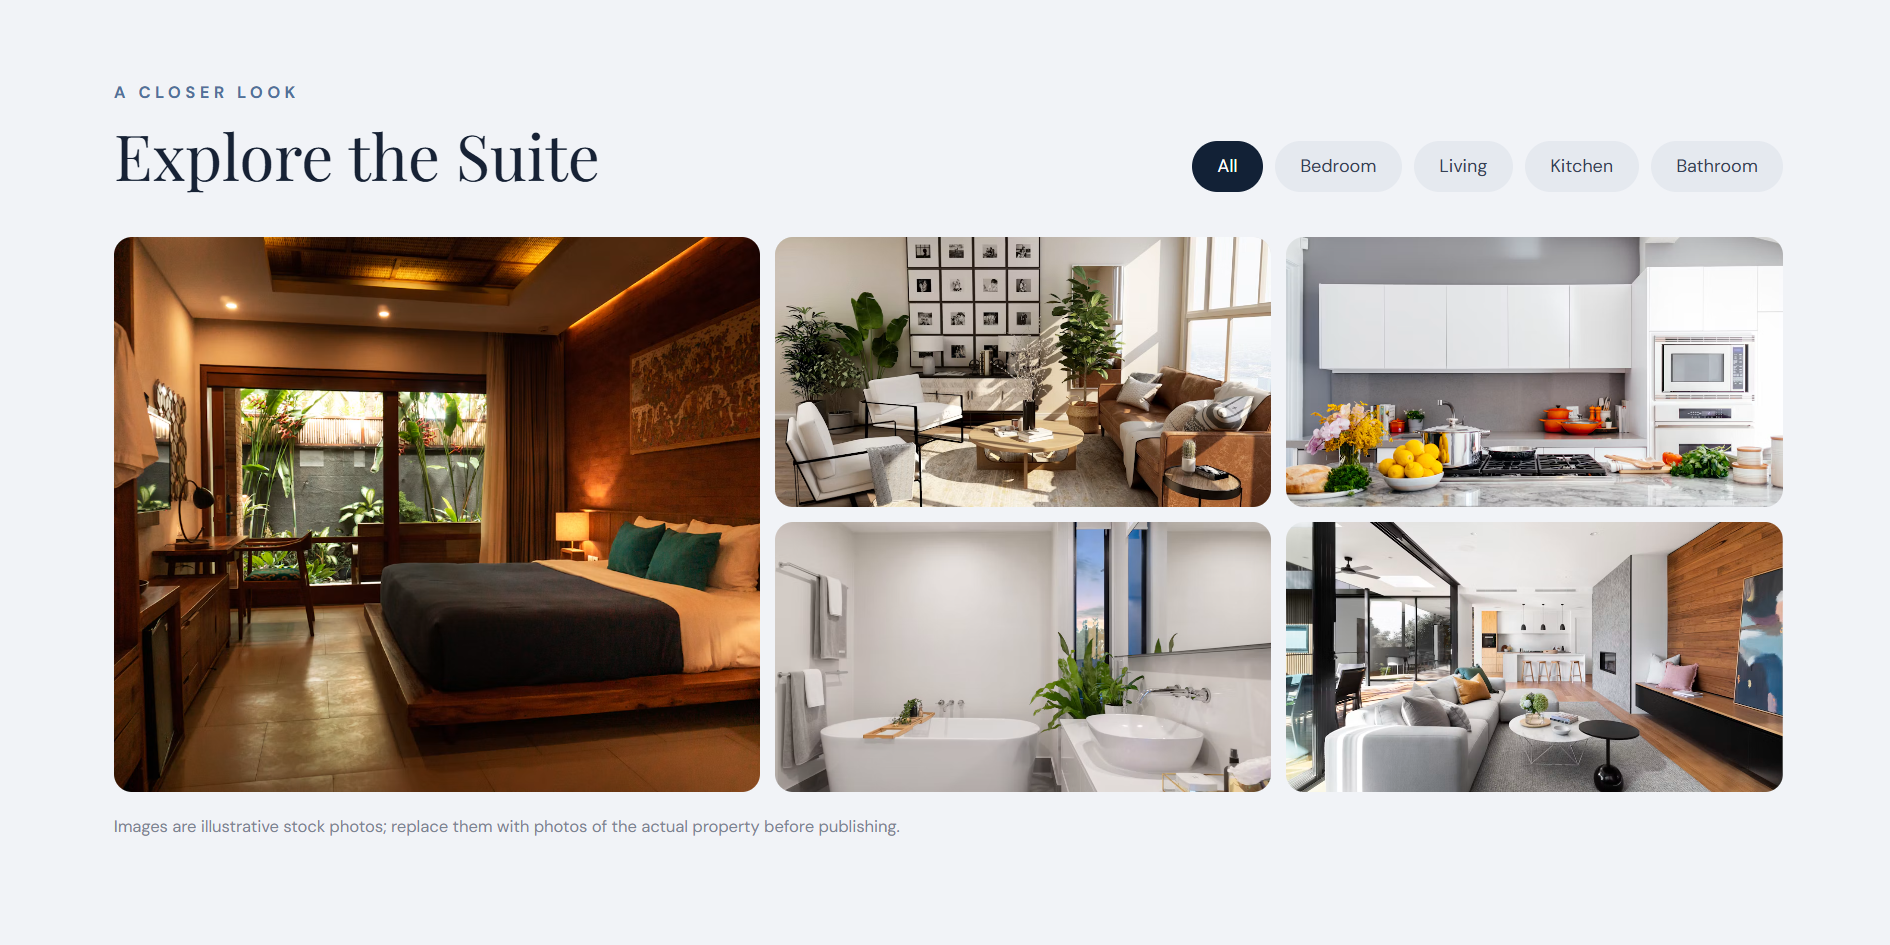 A CLOSER LOOK
Explore the Suite
All
Bedroom
Living
Kitchen
Bathroom
Images are illustrative stock photos; replace them with photos of the actual property before publishing.